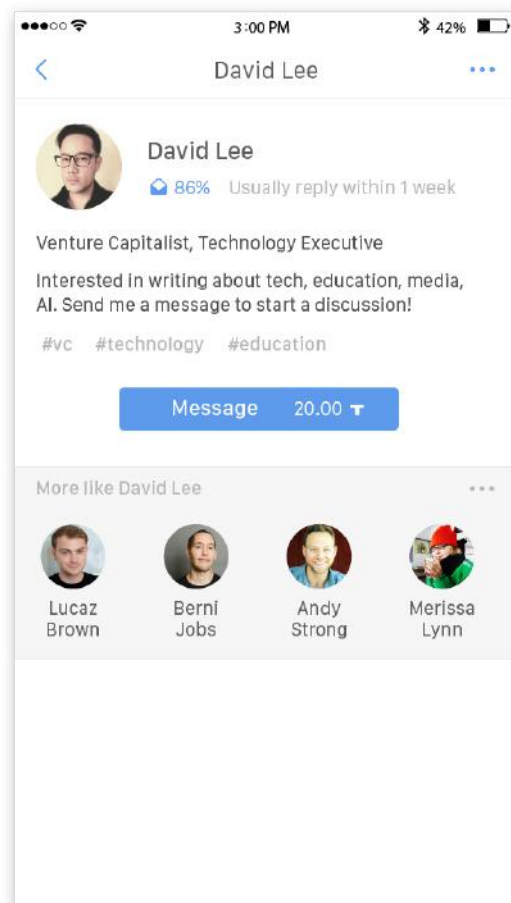 3:00 PM
42%
David Lee
David Lee
86% Usually reply within 1 week
Venture Capitalist, Technology Executive
Interested in writing about tech, education, media,
AI. Send me a message to start a discussion!
#vc #technology #education
Message 20.00
More like David Lee
Lucaz Brown
Berni Jobs
Andy Strong
Merissa Lynn